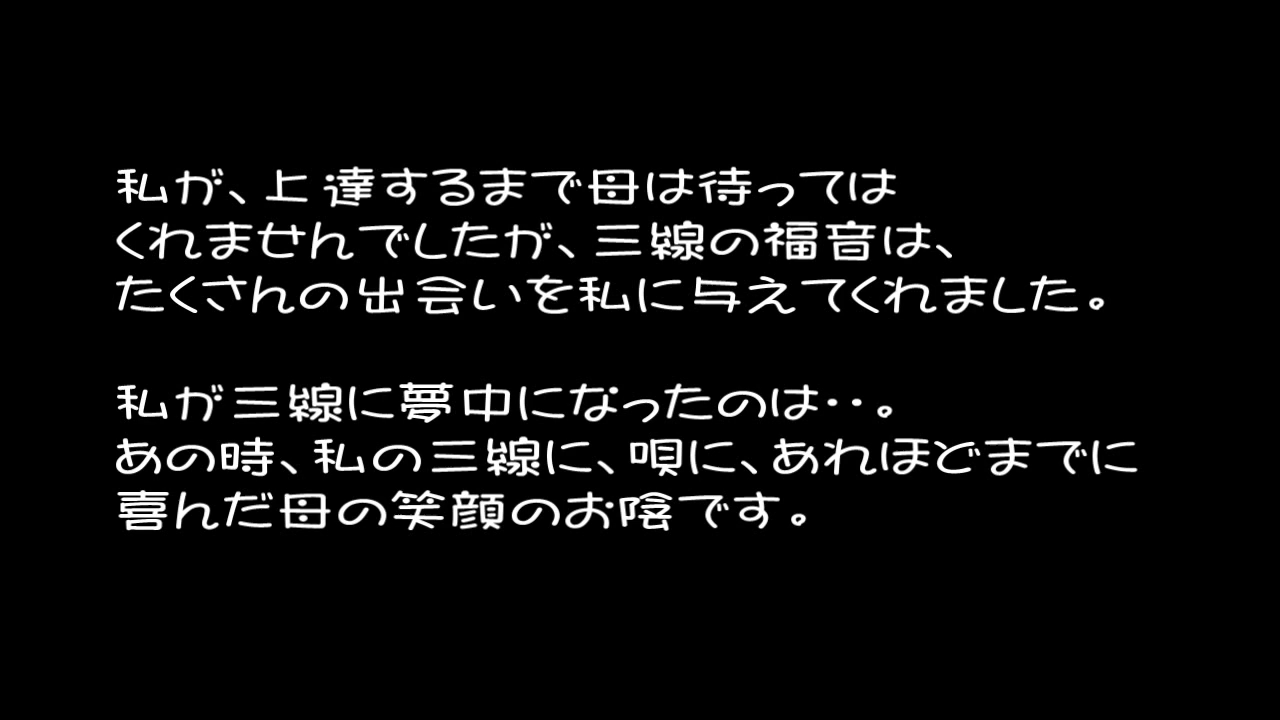 私が、上達するまで母は待っては
くれませんでしたが、三線の福音は、
たくさんの出会いを私に与えてくれました。
私が三線に夢中になったのは‥。
あの時、私の三線に、唄に、あれほどまでに
喜んだ母の笑顔のお陰です。